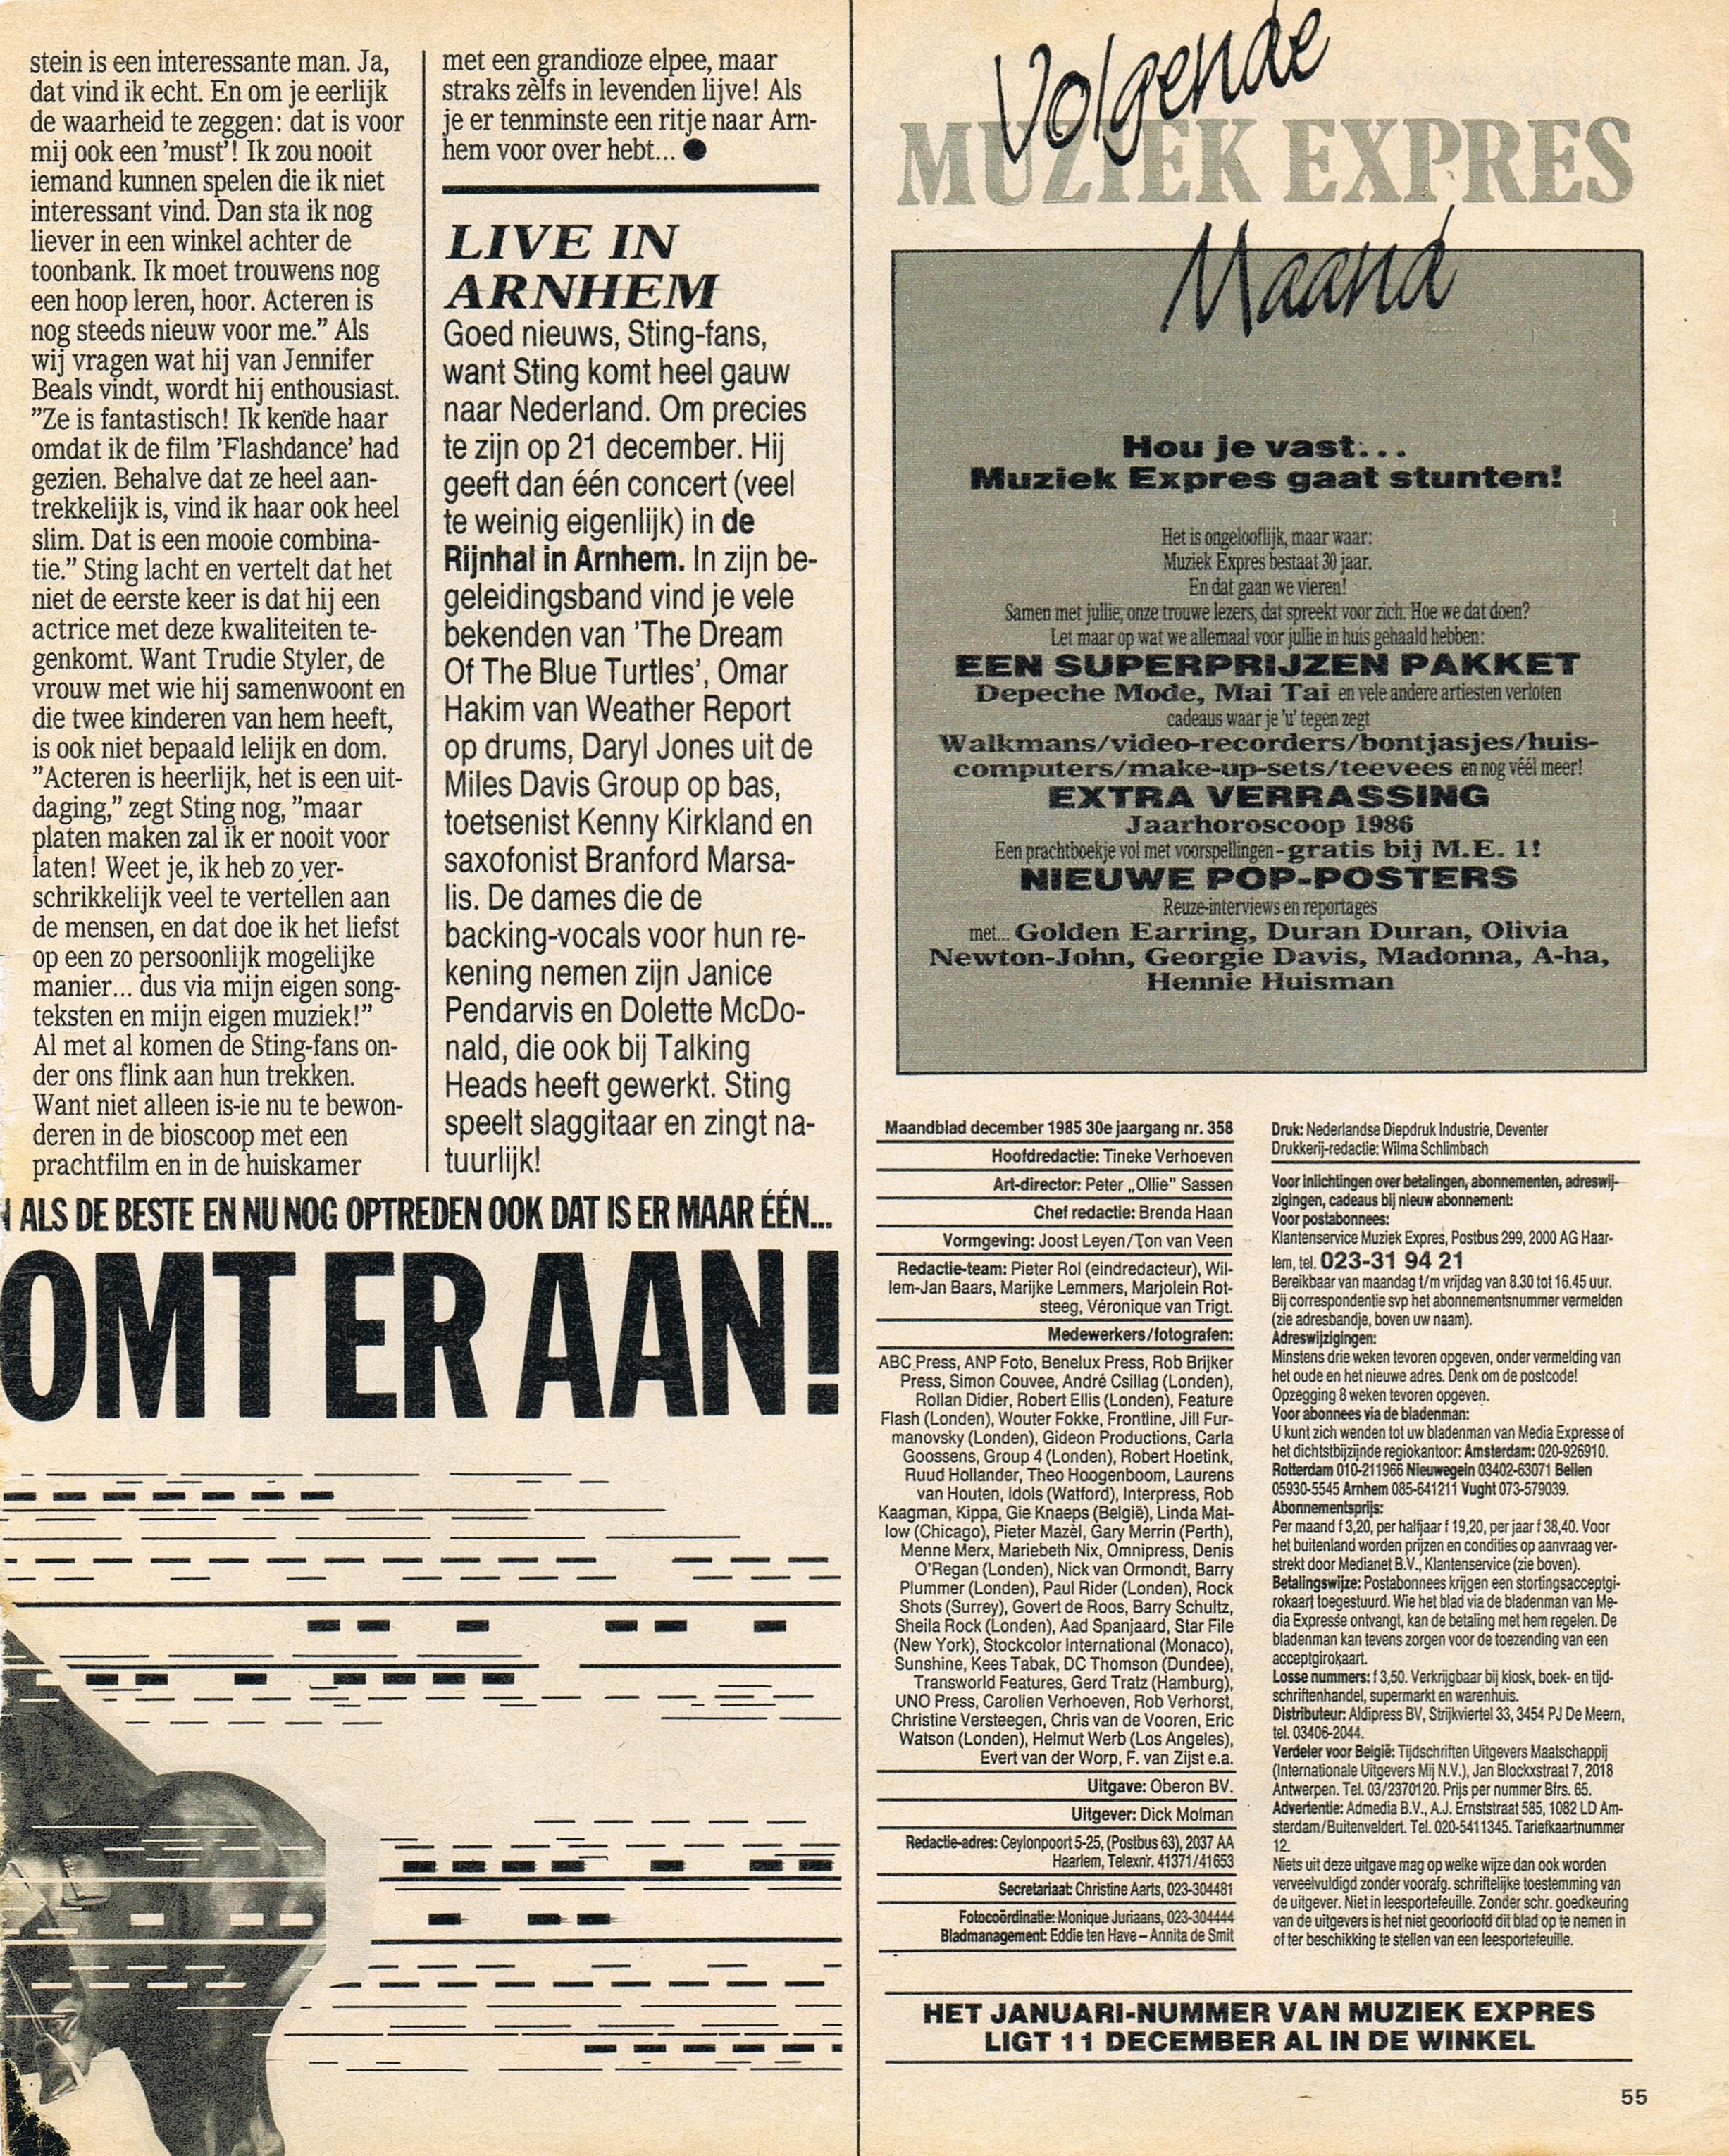 stein is een interessante man. Ja,
dat vind ik echt. En om je eerlijk
de waarheid te zeggen: dat is voor
mij ook een 'must'! Ik zou nooit
iemand kunnen spelen die ik niet
interessant vind. Dan sta ik nog
liever in een winkel achter de
toonbank. Ik moet trouwens nog
een hoop leren, hoor. Acteren is
nog steeds nieuw voor me.” Als
wij vragen wat hij van Jennifer
Beals vindt, wordt hij enthousiast.
”Ze is fantastisch! Ik kende haar
omdat ik de film 'Flashdance' had
gezien. Behalve dat ze heel aan-
trekkelijk is, vind ik haar ook heel
slim. Dat is een mooie combina-
tie.” Sting lacht en vertelt dat het
niet de eerste keer is dat hij een
actrice met deze kwaliteiten te-
genkomt. Want Trudie Styler, de
vrouw met wie hij samenwoont en
die twee kinderen van hem heeft,
is ook niet bepaald lelijk en dom.
”Acteren is heerlijk, het is een uit-
daging,” zegt Sting nog, ”maar
platen maken zal ik er nooit voor
laten! Weet je, ik heb zo ver-
schrikkelijk veel te vertellen aan
de mensen, en dat doe ik het liefst
op een zo persoonlijk mogelijke
manier... dus via mijn eigen song-
teksten en mijn eigen muziek!”
Al met al komen de Sting-fans on-
der ons flink aan hun trekken.
Want niet alleen is-ie nu te bewon-
deren in de bioscoop met een
prachtfilm en in de huiskamer
met een grandioze elpee, maar
straks zèlfs in levenden lijve! Als
je er tenminste een ritje naar Arn-
hem voor over hebt... ●
LIVE IN
ARNHEM
Goed nieuws, Sting-fans,
want Sting komt heel gauw
naar Nederland. Om precies
te zijn op 21 december. Hij
geeft dan één concert (veel
te weinig eigenlijk) in de
Rijnhal in Arnhem. In zijn be-
geleidingsband vind je vele
bekenden van 'The Dream
Of The Blue Turtles', Omar
Hakim van Weather Report
op drums, Daryl Jones uit de
Miles Davis Group op bas,
toetsenist Kenny Kirkland en
saxofonist Branford Marsa-
lis. De dames die de
backing-vocals voor hun re-
kening nemen zijn Janice
Pendarvis en Dolette McDo-
nald, die ook bij Talking
Heads heeft gewerkt. Sting
speelt slaggitaar en zingt na-
tuurlijk!
ALS DE BESTE EN NU NOG OPTREDEN OOK DAT IS ER MAAR ÉÉN...
OMT ER AAN!
Volgende
MUZIEK EXPRES
Maand
Hou je vast...
Muziek Expres gaat stunten!
Het is ongelooflijk, maar waar:
Muziek Expres bestaat 30 jaar.
En dat gaan we vieren!
Samen met jullie, onze trouwe lezers, dat spreekt voor zich. Hoe we dat doen?
Let maar op wat we allemaal voor jullie in huis gehaald hebben:
EEN SUPERPRIJZEN PAKKET
Depeche Mode, Mai Tai en vele andere artiesten verloten
cadeaus waar je 'u' tegen zegt
Walkmans/video-recorders/bontjasjes/huis-
computers/make-up-sets/teevees en nog véél meer!
EXTRA VERRASSING
Jaarhoroscoop 1986
Een prachtboekje vol met voorspellingen - gratis bij M.E. 1!
NIEUWE POP-POSTERS
Reuze-interviews en reportages
met... Golden Earring, Duran Duran, Olivia
Newton-John, Georgie Davis, Madonna, A-ha,
Hennie Huisman
Maandblad december 1985 30e jaargang nr. 358
Hoofdredactie: Tineke Verhoeven
Art-director: Peter „Ollie” Sassen
Chef redactie: Brenda Haan
Vormgeving: Joost Leyen/Ton van Veen
Redactie-team: Pieter Rol (eindredacteur), Wil-
lem-Jan Baars, Marijke Lemmers, Marjolein Rot-
steeg, Véronique van Trigt.
Medewerkers/fotografen:
ABC Press, ANP Foto, Benelux Press, Rob Brijker
Press, Simon Couvee, André Csillag (Londen),
Rollan Didier, Robert Ellis (Londen), Feature
Flash (Londen), Wouter Fokke, Frontline, Jill Fur-
manovsky (Londen), Gideon Productions, Carla
Goossens, Group 4 (Londen), Robert Hoetink,
Ruud Hollander, Theo Hoogenboom, Laurens
van Houten, Idols (Watford), Interpress, Rob
Kaagman, Kippa, Gie Knaeps (België), Linda Mat-
low (Chicago), Pieter Mazèl, Gary Merrin (Perth),
Menne Merx, Mariebeth Nix, Omnipress, Denis
O'Regan (Londen), Nick van Ormondt, Barry
Plummer (Londen), Paul Rider (Londen), Rock
Shots (Surrey), Govert de Roos, Barry Schultz,
Sheila Rock (Londen), Aad Spanjaard, Star File
(New York), Stockcolor International (Monaco),
Sunshine, Kees Tabak, DC Thomson (Dundee),
Transworld Features, Gerd Tratz (Hamburg),
UNO Press, Carolien Verhoeven, Rob Verhorst,
Christine Versteegen, Chris van de Vooren, Eric
Watson (Londen), Helmut Werb (Los Angeles),
Evert van der Worp, F. van Zijst e.a.
Uitgave: Oberon BV.
Uitgever: Dick Molman
Redactie-adres: Ceylonpoort 5-25, (Postbus 63), 2037 AA
Haarlem, Telexnr. 41371/41653
Secretariaat: Christine Aarts, 023-304481
Fotocoördinatie: Monique Juriaans, 023-304444
Bladmanagement: Eddie ten Have – Annita de Smit
Druk: Nederlandse Diepdruk Industrie, Deventer
Drukkerij-redactie: Wilma Schlimbach
Voor inlichtingen over betalingen, abonnementen, adreswij-
zigingen, cadeaus bij nieuw abonnement:
Voor postabonnees:
Klantenservice Muziek Expres, Postbus 299, 2000 AG Haar-
lem, tel. 023-31 94 21
Bereikbaar van maandag t/m vrijdag van 8.30 tot 16.45 uur.
Bij correspondentie svp het abonnementsnummer vermelden
(zie adresbandje, boven uw naam).
Adreswijzigingen:
Minstens drie weken tevoren opgeven, onder vermelding van
het oude en het nieuwe adres. Denk om de postcode!
Opzegging 8 weken tevoren opgeven.
Voor abonnees via de bladenman:
U kunt zich wenden tot uw bladenman van Media Expresse of
het dichtstbijzijnde regiokantoor: Amsterdam: 020-926910.
Rotterdam 010-211966 Nieuwegein 03402-63071 Beilen
05930-5545 Arnhem 085-641211 Vught 073-579039.
Abonnementsprijs:
Per maand f 3,20, per halfjaar f 19,20, per jaar f 38,40. Voor
het buitenland worden prijzen en condities op aanvraag ver-
strekt door Medianet B.V., Klantenservice (zie boven).
Betalingswijze: Postabonnees krijgen een stortingsacceptgi-
rokaart toegestuurd. Wie het blad via de bladenman van Me-
dia Expresse ontvangt, kan de betaling met hem regelen. De
bladenman kan tevens zorgen voor de toezending van een
acceptgirokaart.
Losse nummers: f 3,50. Verkrijgbaar bij kiosk, boek- en tijd-
schriftenhandel, supermarkt en warenhuis.
Distributeur: Aldipress BV, Strijkviertel 33, 3454 PJ De Meern,
tel. 03406-2044.
Verdeler voor België: Tijdschriften Uitgevers Maatschappij
(Internationale Uitgevers Mij N.V.), Jan Blockxstraat 7, 2018
Antwerpen. Tel. 03/2370120. Prijs per nummer Bfrs. 65.
Advertentie: Admedia B.V., A.J. Ernststraat 585, 1082 LD Am-
sterdam/Buitenveldert. Tel. 020-5411345. Tariefkaartnummer
12.
Niets uit deze uitgave mag op welke wijze dan ook worden
verveelvuldigd zonder voorafg. schriftelijke toestemming van
de uitgever. Niet in leesportefeuille. Zonder schr. goedkeuring
van de uitgevers is het niet geoorloofd dit blad op te nemen in
of ter beschikking te stellen van een leesportefeuille.
HET JANUARI-NUMMER VAN MUZIEK EXPRES
LIGT 11 DECEMBER AL IN DE WINKEL
55